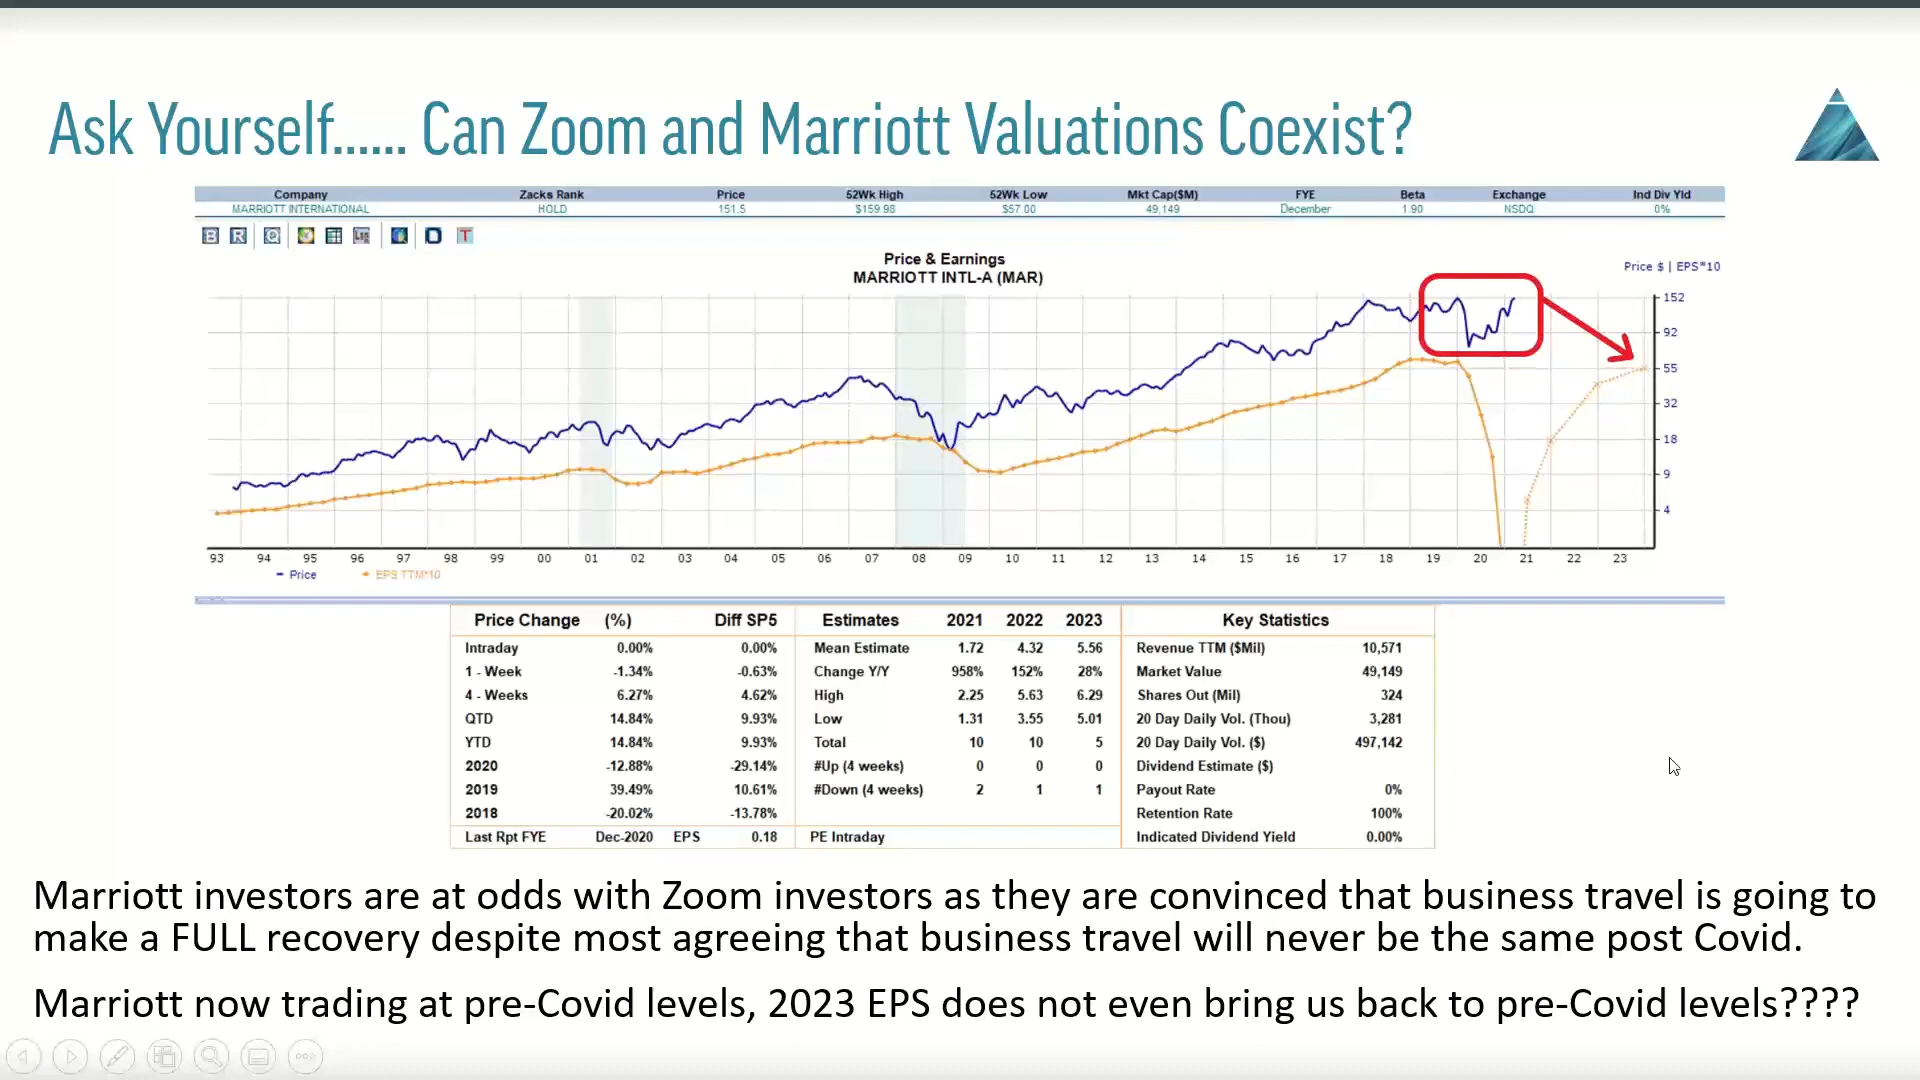 Ask Yourself...... Can Zoom and Marriott Valuations Coexist?
Company Zacks Rank Price 52Wk High 52Wk Low Mkt Cap($M) FYE Beta Exchange Ind Div Yld
MARRIOTT INTERNATIONAL HOLD 151.5 $159.98 $57.00 49,149 December 1.90 NSDQ 0%
B R Log D T
Price & Earnings
MARRIOTT INTL-A (MAR)
Price $ | EPS*10
152
92
55
32
18
9
4
93 94 95 96 97 98 99 00 01 02 03 04 05 06 07 08 09 10 11 12 13 14 15 16 17 18 19 20 21 22 23
Price EPS TTM*10
Price Change (%) Diff SP5 Estimates 2021 2022 2023 Key Statistics
Intraday 0.00% 0.00% Mean Estimate 1.72 4.32 5.56 Revenue TTM ($Mil) 10,571
1 - Week -1.34% -0.63% Change Y/Y 958% 152% 28% Market Value 49,149
4 - Weeks 6.27% 4.62% High 2.25 5.63 6.29 Shares Out (Mil) 324
QTD 14.84% 9.93% Low 1.31 3.55 5.01 20 Day Daily Vol. (Thou) 3,281
YTD 14.84% 9.93% Total 10 10 5 20 Day Daily Vol. ($) 497,142
2020 -12.88% -29.14% #Up (4 weeks) 0 0 0 Dividend Estimate ($)
2019 39.49% 10.61% #Down (4 weeks) 2 1 1 Payout Rate 0%
2018 -20.02% -13.78% Retention Rate 100%
Last Rpt FYE Dec-2020 EPS 0.18 PE Intraday Indicated Dividend Yield 0.00%
Marriott investors are at odds with Zoom investors as they are convinced that business travel is going to
make a FULL recovery despite most agreeing that business travel will never be the same post Covid.
Marriott now trading at pre-Covid levels, 2023 EPS does not even bring us back to pre-Covid levels????